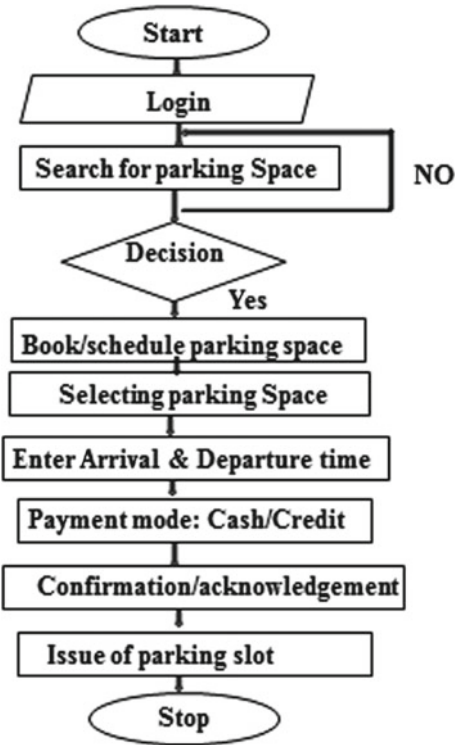 Start
Login
Search for parking Space
NO
Decision
Yes
Book/schedule parking space
Selecting parking Space
Enter Arrival & Departure time
Payment mode: Cash/Credit
Confirmation/acknowledgement
Issue of parking slot
Stop